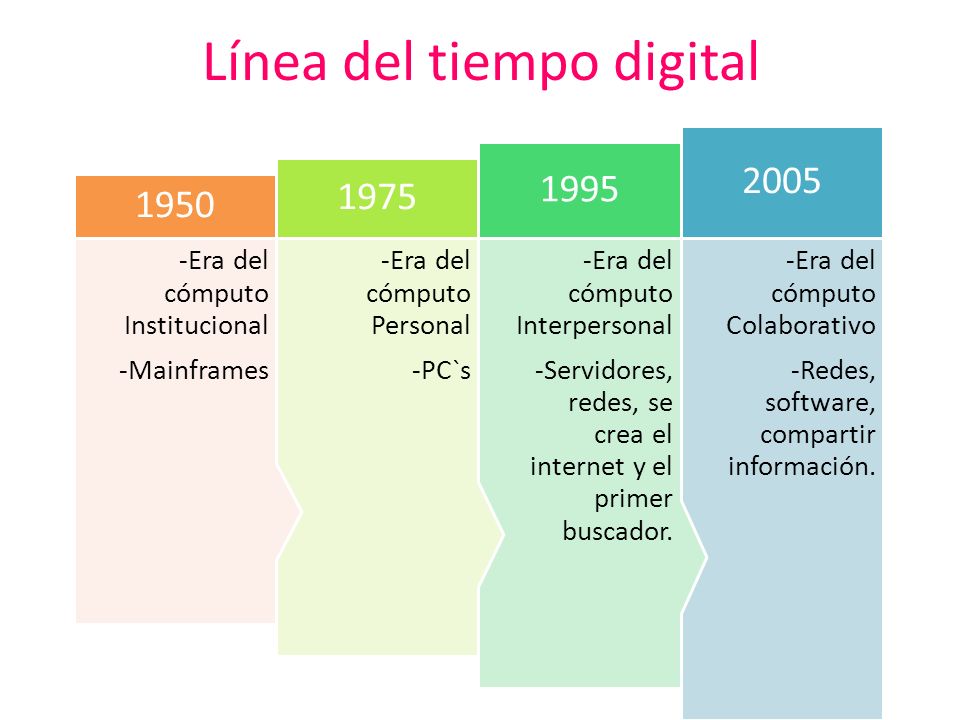 Línea del tiempo digital
1950
-Era del
cómputo
Institucional
-Mainframes
1975
-Era del
cómputo
Personal
-PC`s
1995
-Era del
cómputo
Interpersonal
-Servidores,
redes, se
crea el
internet y el
primer
buscador.
2005
-Era del
cómputo
Colaborativo
-Redes,
software,
compartir
información.